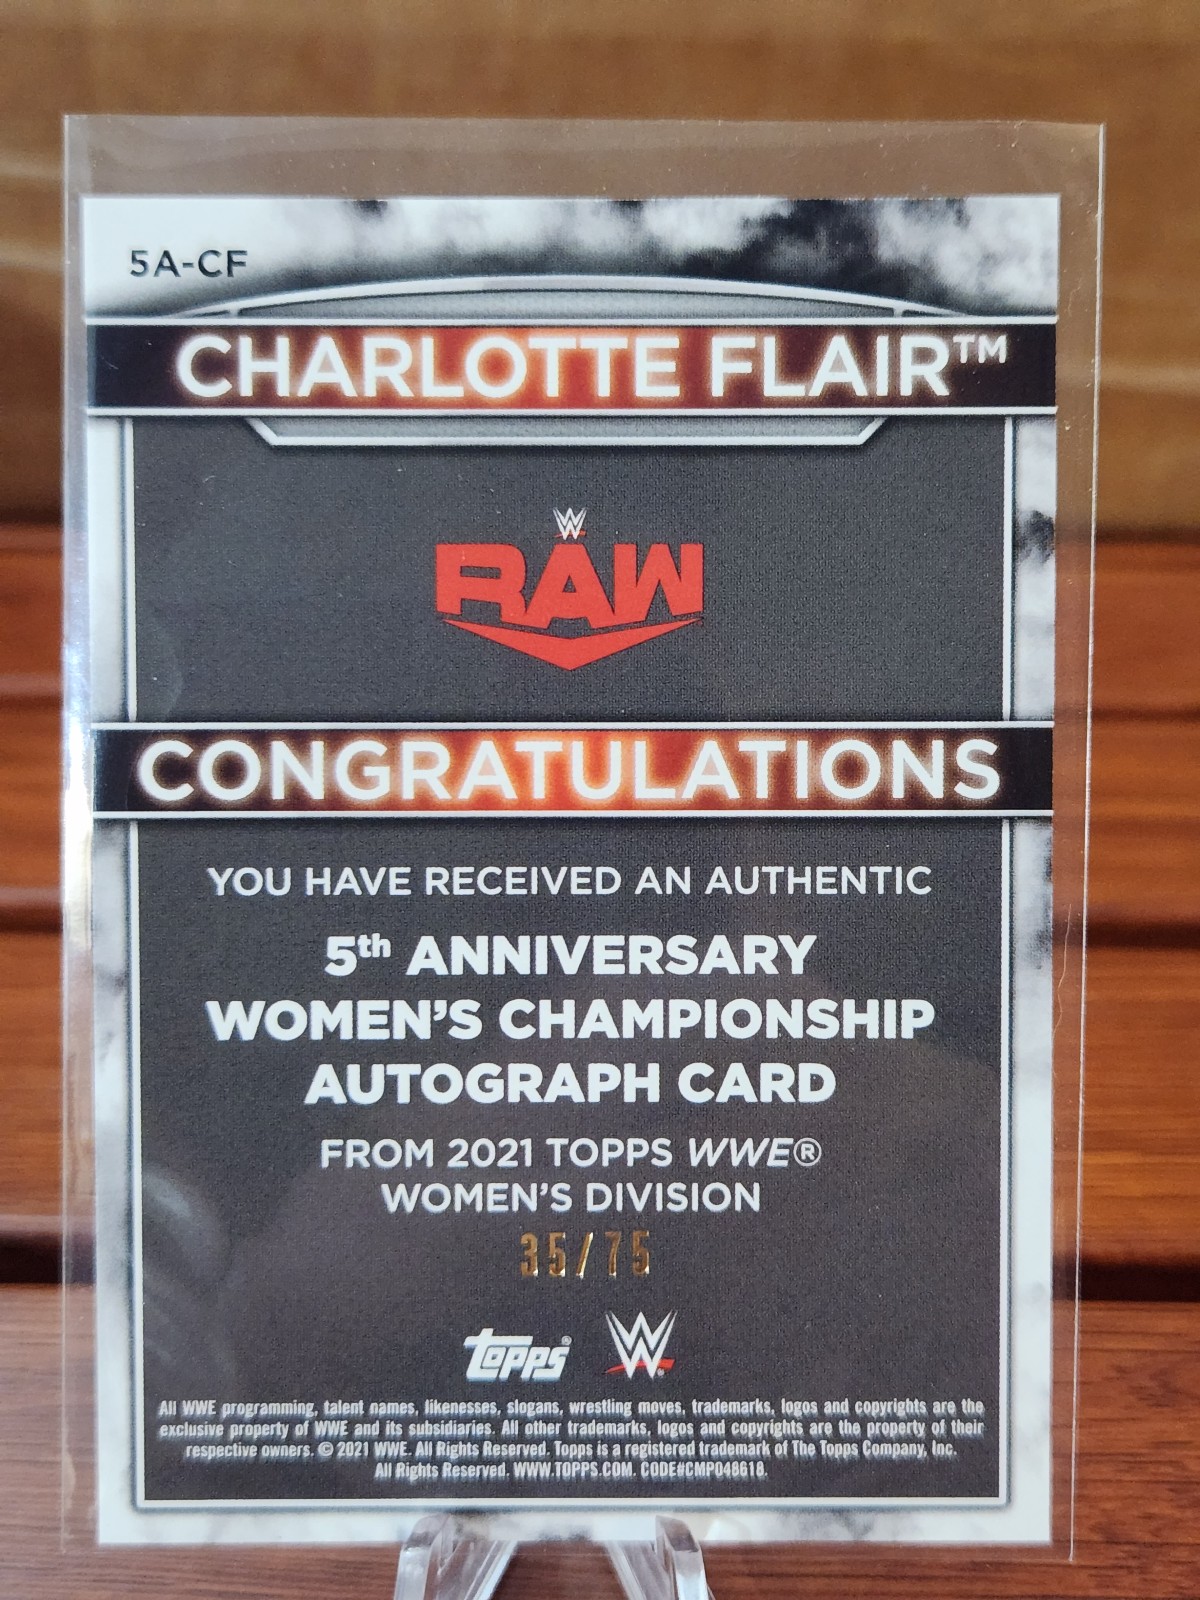 5A-CF
CHARLOTTE FLAIR™
W
RAW
CONGRATULATIONS
YOU HAVE RECEIVED AN AUTHENTIC
5th ANNIVERSARY
WOMEN'S CHAMPIONSHIP
AUTOGRAPH CARD
FROM 2021 TOPPS WWE®
WOMEN'S DIVISION
35/75
topps® W®
All WWE programming, talent names, likenesses, slogans, wrestling moves, trademarks, logos and copyrights are the
exclusive property of WWE and its subsidiaries. All other trademarks, logos and copyrights are the property of their
respective owners. © 2021 WWE. All Rights Reserved. Topps is a registered trademark of The Topps Company, Inc.
All Rights Reserved. WWW.TOPPS.COM. CODE#CMP048618.